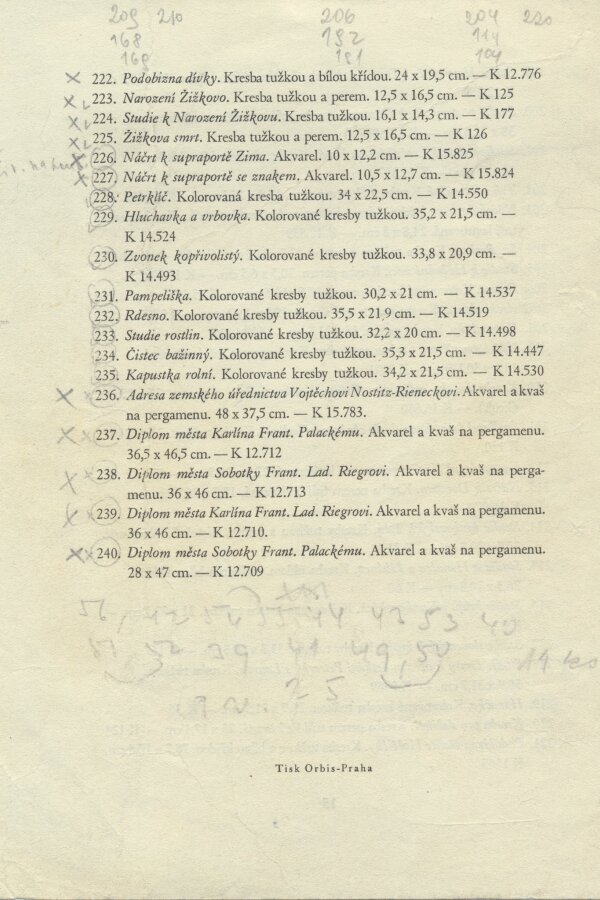 209 210 206 204 220
168 192 114
169 191 104
222. Podobizna dívky. Kresba tužkou a bílou křídou. 24 x 19,5 cm. — K 12.776
223. Narození Žižkovo. Kresba tužkou a perem. 12,5 x 16,5 cm. — K 125
224. Studie k Narození Žižkovu. Kresba tužkou. 16,1 x 14,3 cm. — K 177
225. Žižkova smrt. Kresba tužkou a perem. 12,5 x 16,5 cm. — K 126
226. Náčrt k supraportě Zima. Akvarel. 10 x 12,2 cm. — K 15.825
227. Náčrt k supraportě se znakem. Akvarel. 10,5 x 12,7 cm. — K 15.824
228. Petrklíč. Kolorovaná kresba tužkou. 34 x 22,5 cm. — K 14.550
229. Hluchavka a vrbovka. Kolorované kresby tužkou. 35,2 x 21,5 cm. —
K 14.524
230. Zvonek kopřivolistý. Kolorované kresby tužkou. 33,8 x 20,9 cm. —
K 14.493
231. Pampeliška. Kolorované kresby tužkou. 30,2 x 21 cm. — K 14.537
232. Rdesno. Kolorované kresby tužkou. 35,5 x 21,9 cm. — K 14.519
233. Studie rostlin. Kolorované kresby tužkou. 32,2 x 20 cm. — K 14.498
234. Čistec bažinný. Kolorované kresby tužkou. 35,3 x 21,5 cm. — K 14.447
235. Kapustka rolní. Kolorované kresby tužkou. 34,2 x 21,5 cm. — K 14.530
236. Adresa zemského úřednictva Vojtěchovi Nostitz-Rieneckovi. Akvarel a kvaš
na pergamenu. 48 x 37,5 cm. — K 15.783.
237. Diplom města Karlína Frant. Palackému. Akvarel a kvaš na pergamenu.
36,5 x 46,5 cm. — K 12.712
238. Diplom města Sobotky Frant. Lad. Riegrovi. Akvarel a kvaš na perga-
menu. 36 x 46 cm. — K 12.713
239. Diplom města Karlína Frant. Lad. Riegrovi. Akvarel a kvaš na pergamenu.
36 x 46 cm. — K 12.710.
240. Diplom města Sobotky Frant. Palackému. Akvarel a kvaš na pergamenu.
28 x 47 cm. — K 12.709
44 43 53 40
52 39 41 49, 50
25
Tisk Orbis-Praha